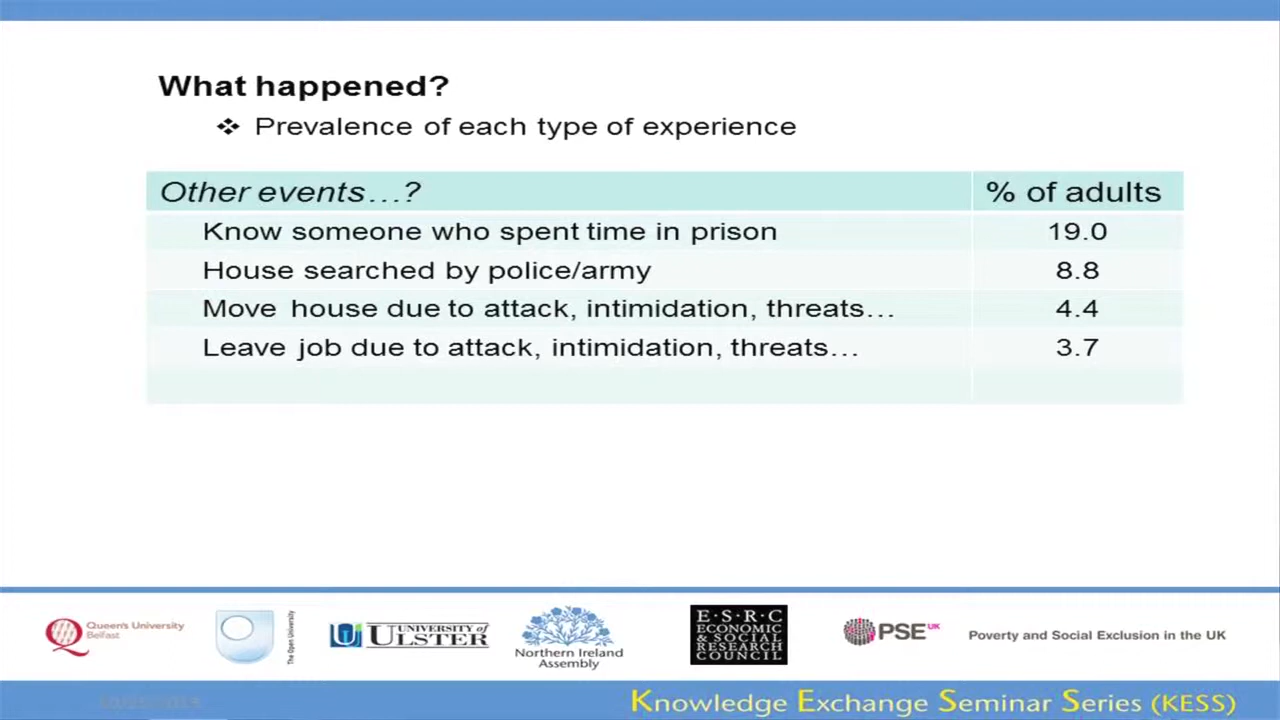 What happened?
❖ Prevalence of each type of experience
Other events…? % of adults
Know someone who spent time in prison 19.0
House searched by police/army 8.8
Move house due to attack, intimidation, threats… 4.4
Leave job due to attack, intimidation, threats… 3.7
Queen's University
Belfast
The Open University
UNIVERSITY of
ULSTER
Northern Ireland
Assembly
E·S·R·C
ECONOMIC
& SOCIAL
RESEARCH
COUNCIL
PSE UK
Poverty and Social Exclusion in the UK
Knowledge Exchange Seminar Series (KESS)